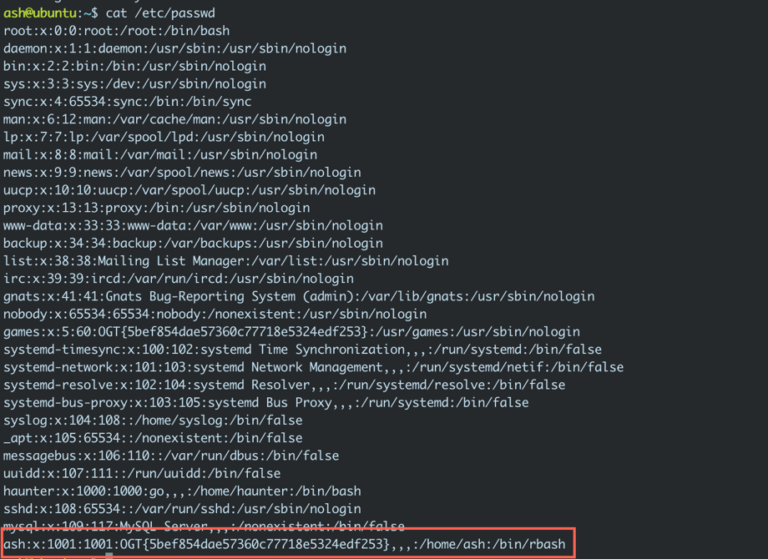 ash@ubuntu:~$ cat /etc/passwd
root:x:0:0:root:/root:/bin/bash
daemon:x:1:1:daemon:/usr/sbin:/usr/sbin/nologin
bin:x:2:2:bin:/bin:/usr/sbin/nologin
sys:x:3:3:sys:/dev:/usr/sbin/nologin
sync:x:4:65534:sync:/bin:/bin/sync
man:x:6:12:man:/var/cache/man:/usr/sbin/nologin
lp:x:7:7:lp:/var/spool/lpd:/usr/sbin/nologin
mail:x:8:8:mail:/var/mail:/usr/sbin/nologin
news:x:9:9:news:/var/spool/news:/usr/sbin/nologin
uucp:x:10:10:uucp:/var/spool/uucp:/usr/sbin/nologin
proxy:x:13:13:proxy:/bin:/usr/sbin/nologin
www-data:x:33:33:www-data:/var/www:/usr/sbin/nologin
backup:x:34:34:backup:/var/backups:/usr/sbin/nologin
list:x:38:38:Mailing List Manager:/var/list:/usr/sbin/nologin
irc:x:39:39:ircd:/var/run/ircd:/usr/sbin/nologin
gnats:x:41:41:Gnats Bug-Reporting System (admin):/var/lib/gnats:/usr/sbin/nologin
nobody:x:65534:65534:nobody:/nonexistent:/usr/sbin/nologin
games:x:5:60:OGT{5bef854dae57360c77718e5324edf253}:/usr/games:/usr/sbin/nologin
systemd-timesync:x:100:102:systemd Time Synchronization,,,:/run/systemd:/bin/false
systemd-network:x:101:103:systemd Network Management,,,:/run/systemd/netif:/bin/false
systemd-resolve:x:102:104:systemd Resolver,,,:/run/systemd/resolve:/bin/false
systemd-bus-proxy:x:103:105:systemd Bus Proxy,,,:/run/systemd:/bin/false
syslog:x:104:108::/home/syslog:/bin/false
_apt:x:105:65534::/nonexistent:/bin/false
messagebus:x:106:110::/var/run/dbus:/bin/false
uuidd:x:107:111::/run/uuidd:/bin/false
haunter:x:1000:1000:go,,,:/home/haunter:/bin/bash
sshd:x:108:65534::/var/run/sshd:/usr/sbin/nologin
mysql:x:109:117:MySQL Server,,,:/nonexistent:/bin/false
ash:x:1001:1001:OGT{5bef854dae57360c77718e5324edf253},,,:/home/ash:/bin/rbash